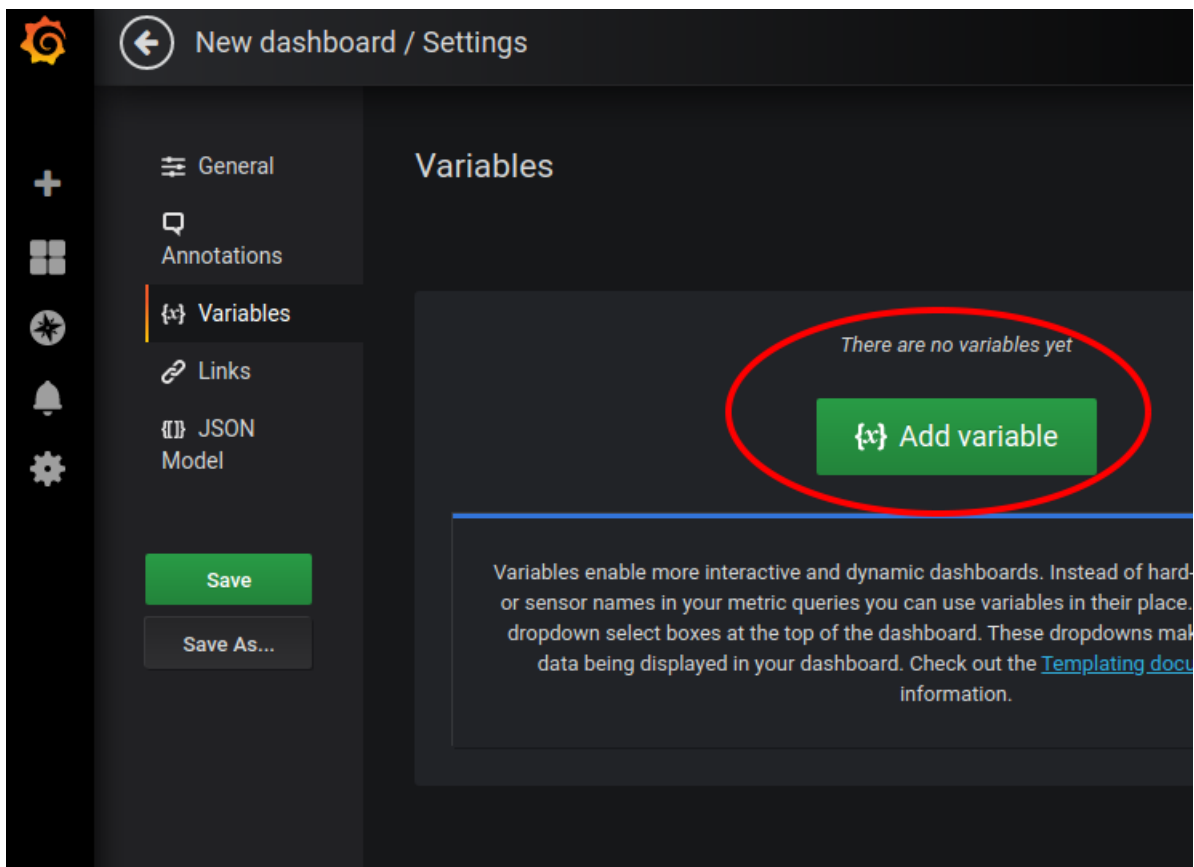 New dashboard / Settings
General
Annotations
{x} Variables
Links
{[]} JSON
Model
Save
Save As...
Variables
There are no variables yet
{x} Add variable
Variables enable more interactive and dynamic dashboards. Instead of hard-
or sensor names in your metric queries you can use variables in their place.
dropdown select boxes at the top of the dashboard. These dropdowns mak
data being displayed in your dashboard. Check out the Templating docu
information.